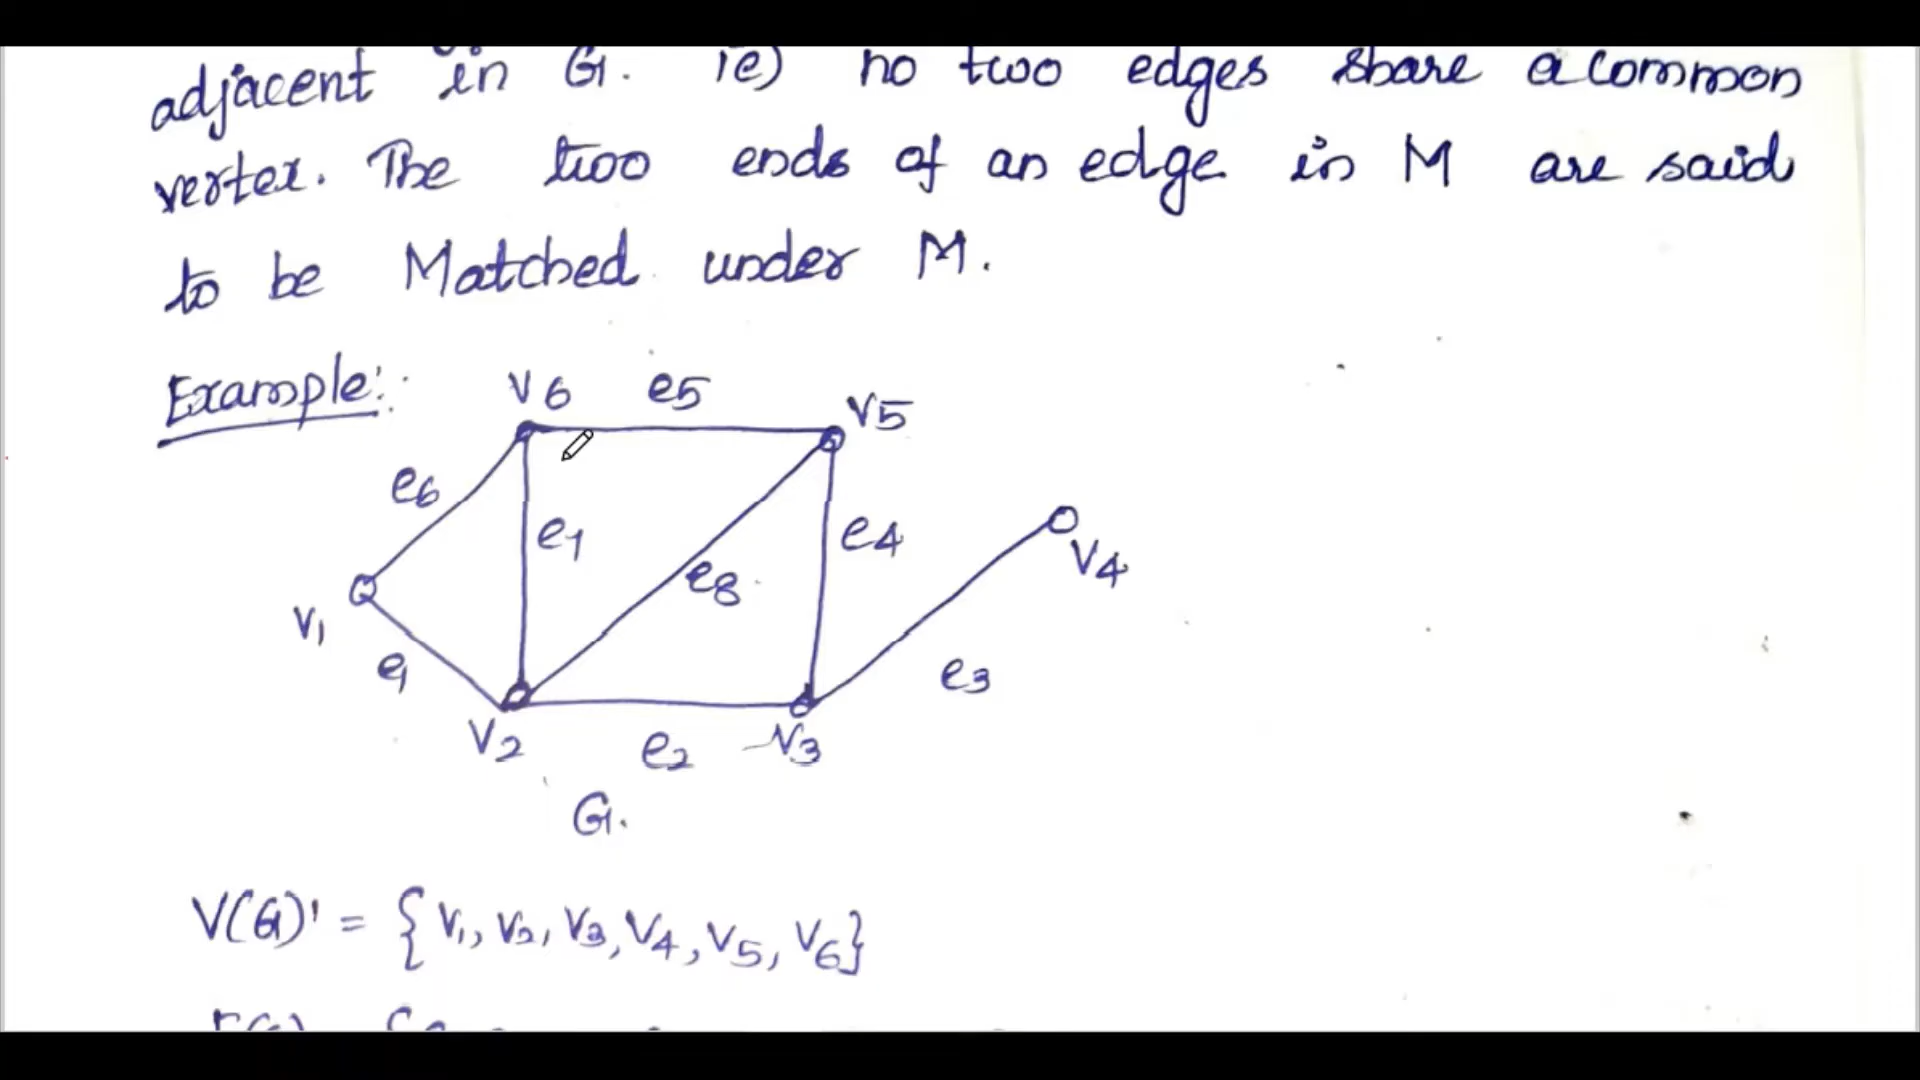 adjacent in G. ie) no two edges share a common
vertex. The two ends of an edge in M are said
to be Matched under M.
Example:
V6 e5 V5
e6 e7 e4
e8 V4
V1
e1 e3
V2 e2 V3
G.
V(G) = {V1, V2, V3, V4, V5, V6}